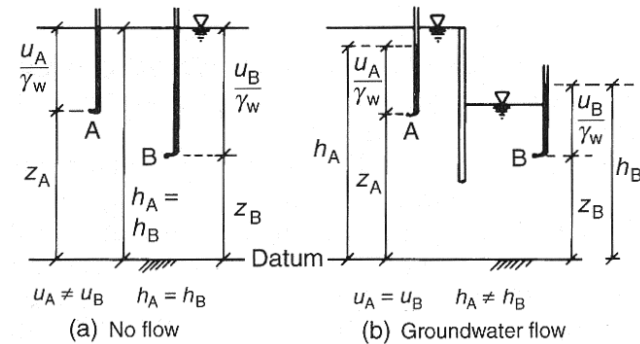 u_A/γ_w
u_B/γ_w
A
B
z_A
h_A =
h_B
z_B
u_A/γ_w
A
h_A
z_A
u_B/γ_w
B
h_B
z_B
Datum
u_A ≠ u_B h_A = h_B
u_A = u_B h_A ≠ h_B
(a) No flow
(b) Groundwater flow